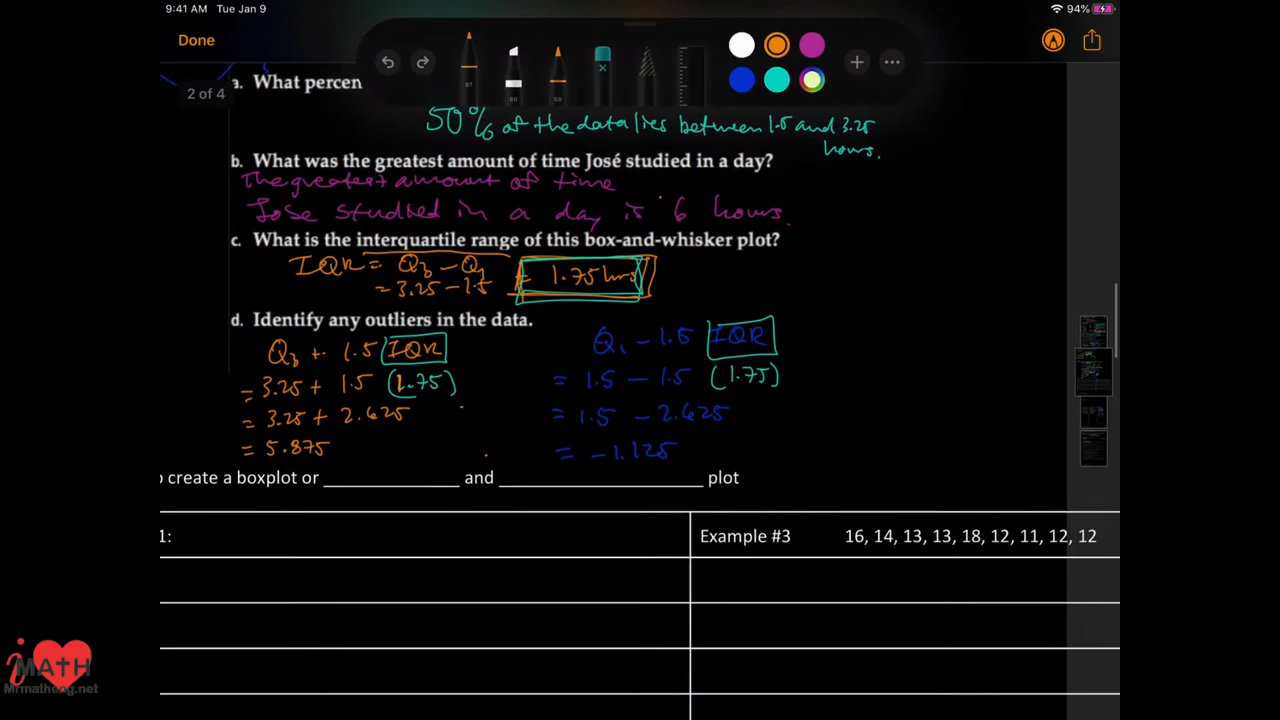 9:41 AM Tue Jan 9
94%
Done
2 of 4
a. What percen
50% of the data lies between 1.5 and 3.25
hours.
b. What was the greatest amount of time José studied in a day?
The greatest amount of time
Jose studied in a day is 6 hours.
c. What is the interquartile range of this box-and-whisker plot?
IQR = Q3 - Q1 = 1.75 hrs
= 3.25 - 1.5
d. Identify any outliers in the data.
Q3 + 1.5 IQR
= 3.25 + 1.5 (1.75)
= 3.25 + 2.625
= 5.875
Q1 - 1.5 IQR
= 1.5 - 1.5 (1.75)
= 1.5 - 2.625
= -1.125
o create a boxplot or ______________ and _____________________ plot
1:
Example #3 16, 14, 13, 13, 18, 12, 11, 12, 12
i MATH
Mrmatheng.net